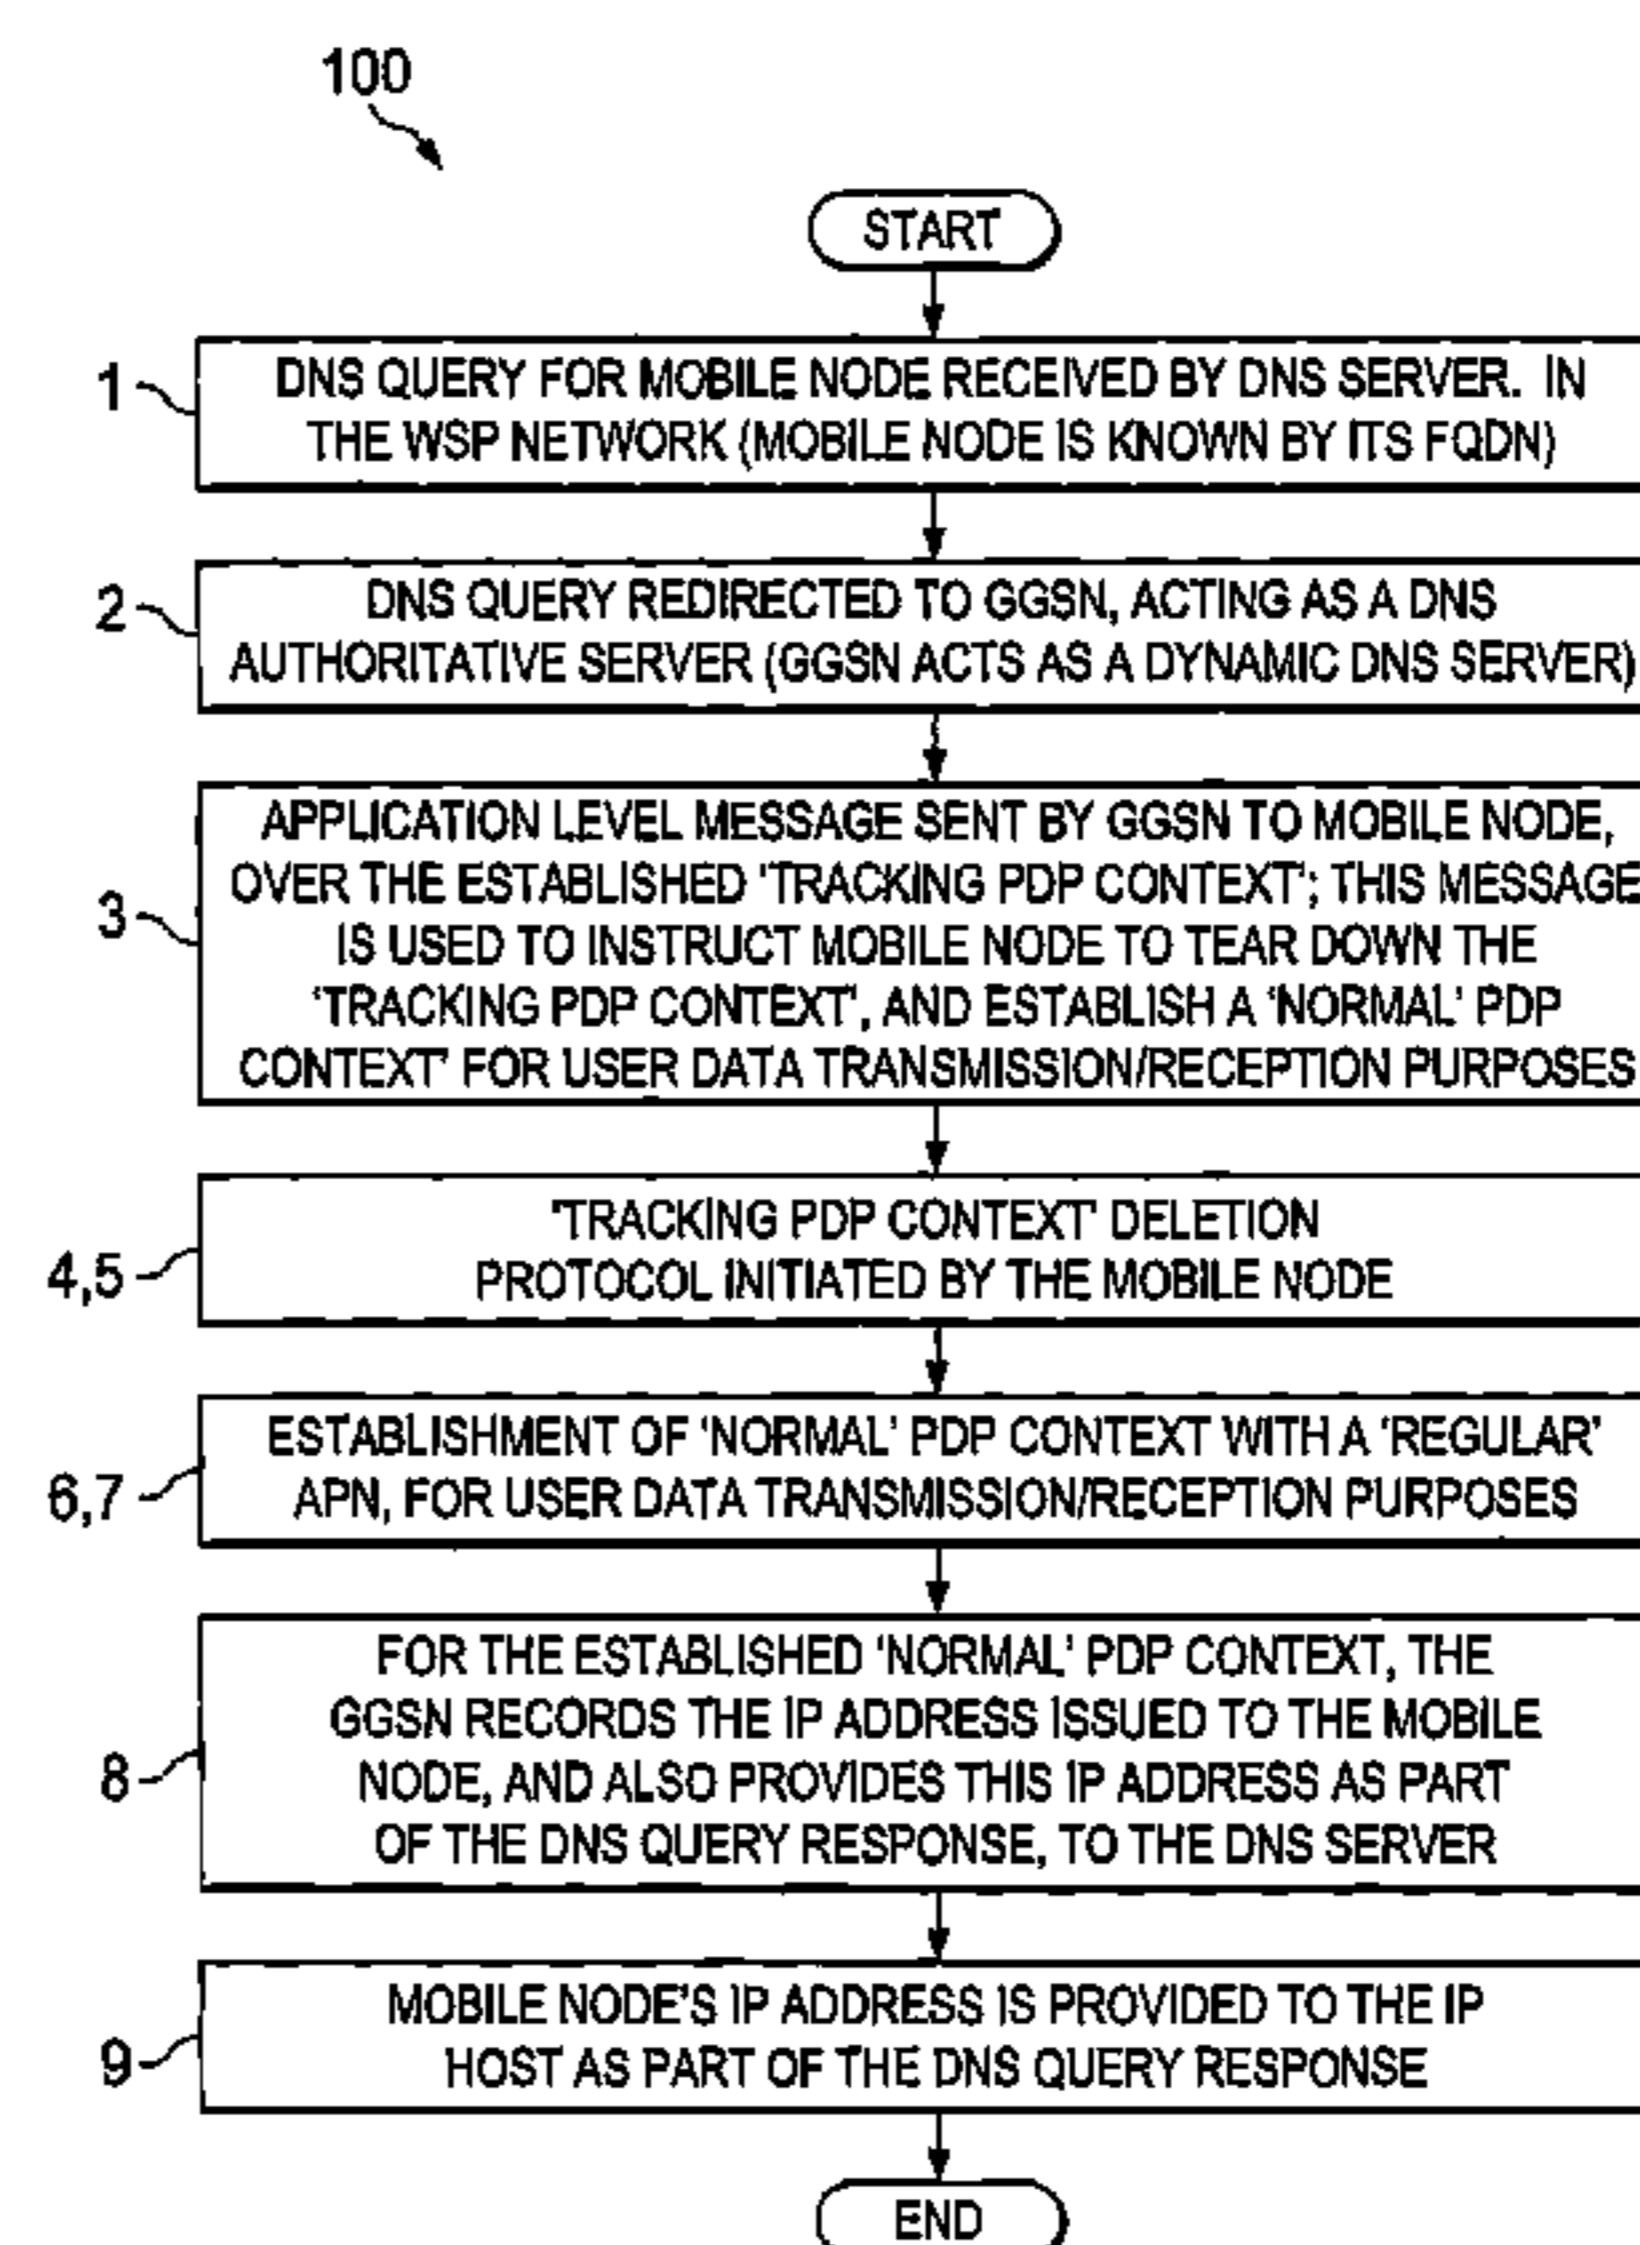 100
START
1
DNS QUERY FOR MOBILE NODE RECEIVED BY DNS SERVER. IN
THE WSP NETWORK (MOBILE NODE IS KNOWN BY ITS FQDN)
2
DNS QUERY REDIRECTED TO GGSN, ACTING AS A DNS
AUTHORITATIVE SERVER (GGSN ACTS AS A DYNAMIC DNS SERVER)
3
APPLICATION LEVEL MESSAGE SENT BY GGSN TO MOBILE NODE,
OVER THE ESTABLISHED 'TRACKING PDP CONTEXT'; THIS MESSAGE
IS USED TO INSTRUCT MOBILE NODE TO TEAR DOWN THE
'TRACKING PDP CONTEXT', AND ESTABLISH A 'NORMAL' PDP
CONTEXT' FOR USER DATA TRANSMISSION/RECEPTION PURPOSES
4,5
'TRACKING PDP CONTEXT' DELETION
PROTOCOL INITIATED BY THE MOBILE NODE
6,7
ESTABLISHMENT OF 'NORMAL' PDP CONTEXT WITH A 'REGULAR'
APN, FOR USER DATA TRANSMISSION/RECEPTION PURPOSES
8
FOR THE ESTABLISHED 'NORMAL' PDP CONTEXT, THE
GGSN RECORDS THE IP ADDRESS ISSUED TO THE MOBILE
NODE, AND ALSO PROVIDES THIS IP ADDRESS AS PART
OF THE DNS QUERY RESPONSE, TO THE DNS SERVER
9
MOBILE NODE'S IP ADDRESS IS PROVIDED TO THE IP
HOST AS PART OF THE DNS QUERY RESPONSE
END